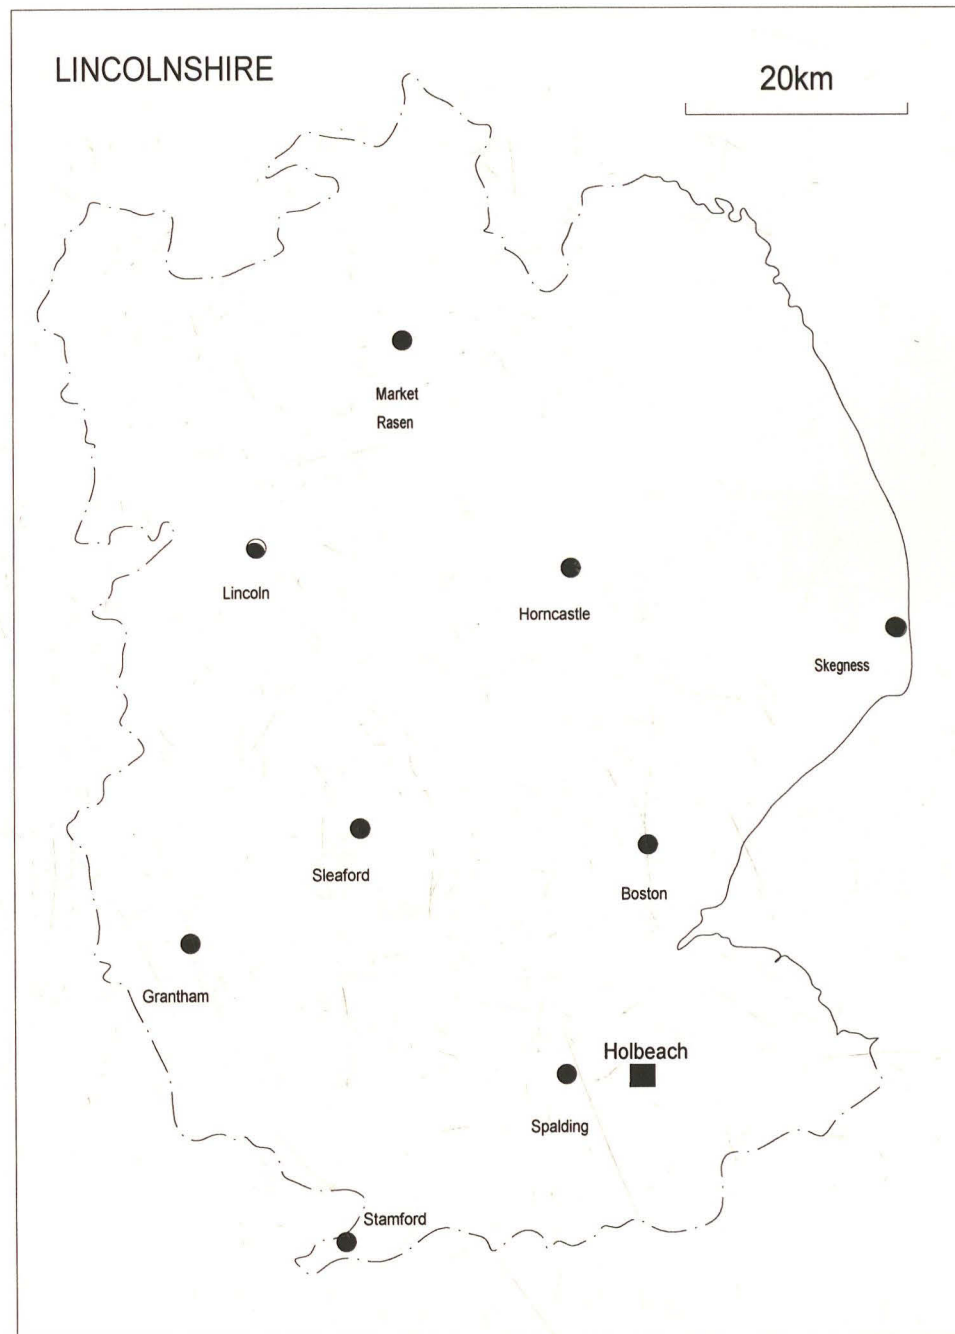 LINCOLNSHIRE
20km
Market
Rasen
Lincoln
Horncastle
Skegness
Sleaford
Boston
Grantham
Holbeach
Spalding
Stamford